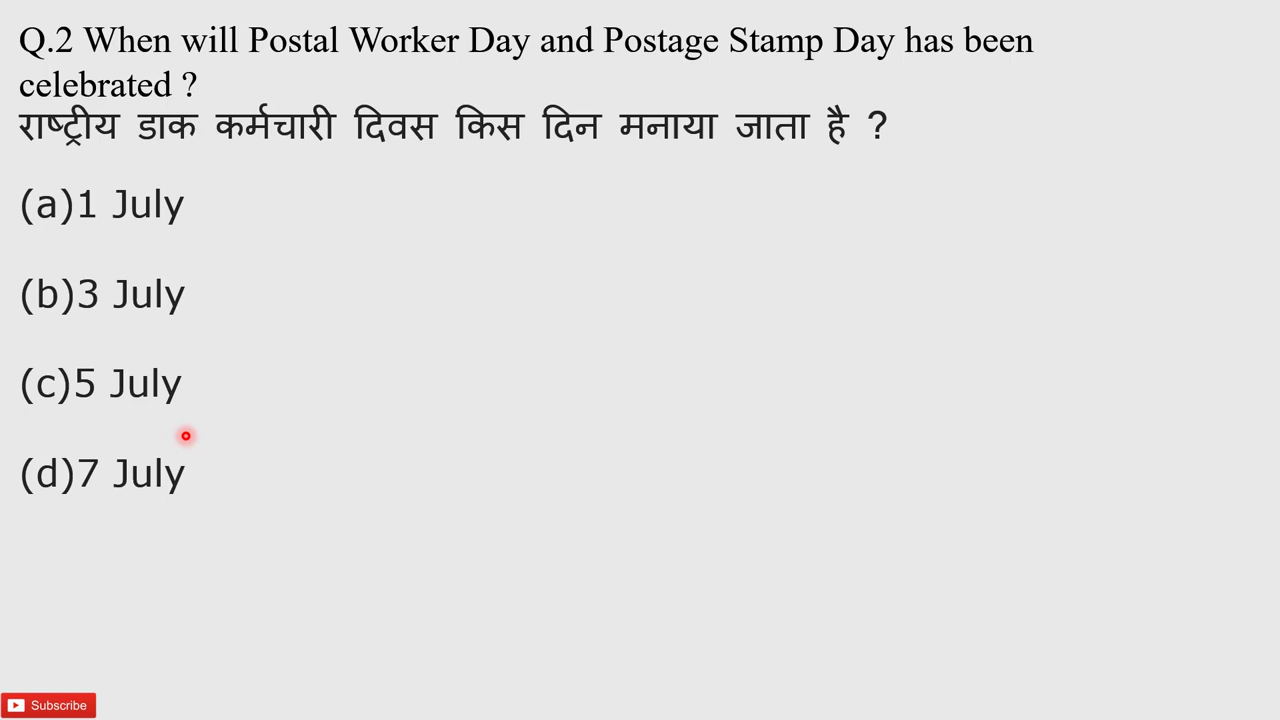 Q.2 When will Postal Worker Day and Postage Stamp Day has been
celebrated ?
राष्ट्रीय डाक कर्मचारी दिवस किस दिन मनाया जाता है ?
(a)1 July
(b)3 July
(c)5 July
(d)7 July
Subscribe